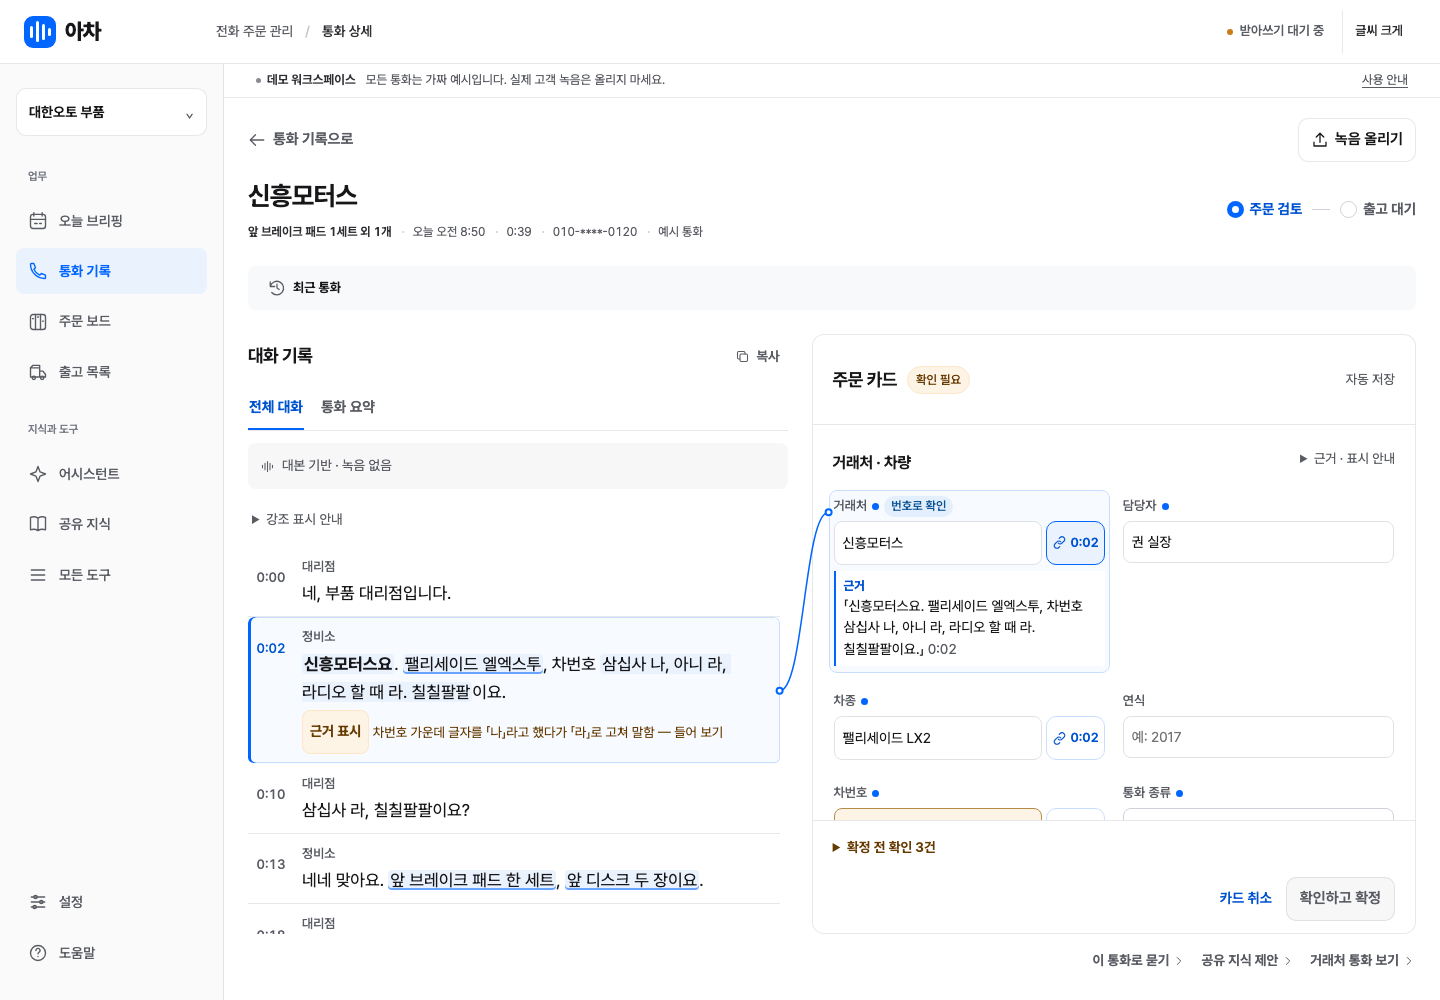 아차
전화 주문 관리 / 통화 상세
받아쓰기 대기 중
글씨 크게
데모 워크스페이스 모든 통화는 가짜 예시입니다. 실제 고객 녹음은 올리지 마세요.
사용 안내
대한오토 부품
업무
오늘 브리핑
통화 기록
주문 보드
출고 목록
지식과 도구
어시스턴트
공유 지식
모든 도구
설정
도움말
통화 기록으로
녹음 올리기
신흥모터스
앞 브레이크 패드 1세트 외 1개 · 오늘 오전 8:50 · 0:39 · 010-****-0120 · 예시 통화
주문 검토
출고 대기
최근 통화
대화 기록
복사
전체 대화
통화 요약
대본 기반 · 녹음 없음
▶ 강조 표시 안내
대리점
0:00
네, 부품 대리점입니다.
정비소
0:02
신흥모터스요. 팰리세이드 엘엑스투, 차번호 삼십사 나, 아니 라,
라디오 할 때 라. 칠칠팔팔이요.
근거 표시 차번호 가운데 글자를 「나」라고 했다가 「라」로 고쳐 말함 — 들어 보기
대리점
0:10
삼십사 라, 칠칠팔팔이요?
정비소
0:13
네네 맞아요. 앞 브레이크 패드 한 세트, 앞 디스크 두 장이요.
대리점
0:18
주문 카드
확인 필요
자동 저장
거래처 · 차량
▶ 근거 · 표시 안내
거래처
번호로 확인
신흥모터스
0:02
담당자
권 실장
근거
「신흥모터스요. 팰리세이드 엘엑스투, 차번호
삼십사 나, 아니 라, 라디오 할 때 라.
칠칠팔팔이요.」 0:02
차종
팰리세이드 LX2
0:02
연식
예: 2017
차번호
통화 종류
▶ 확정 전 확인 3건
카드 취소
확인하고 확정
이 통화로 묻기
공유 지식 제안
거래처 통화 보기